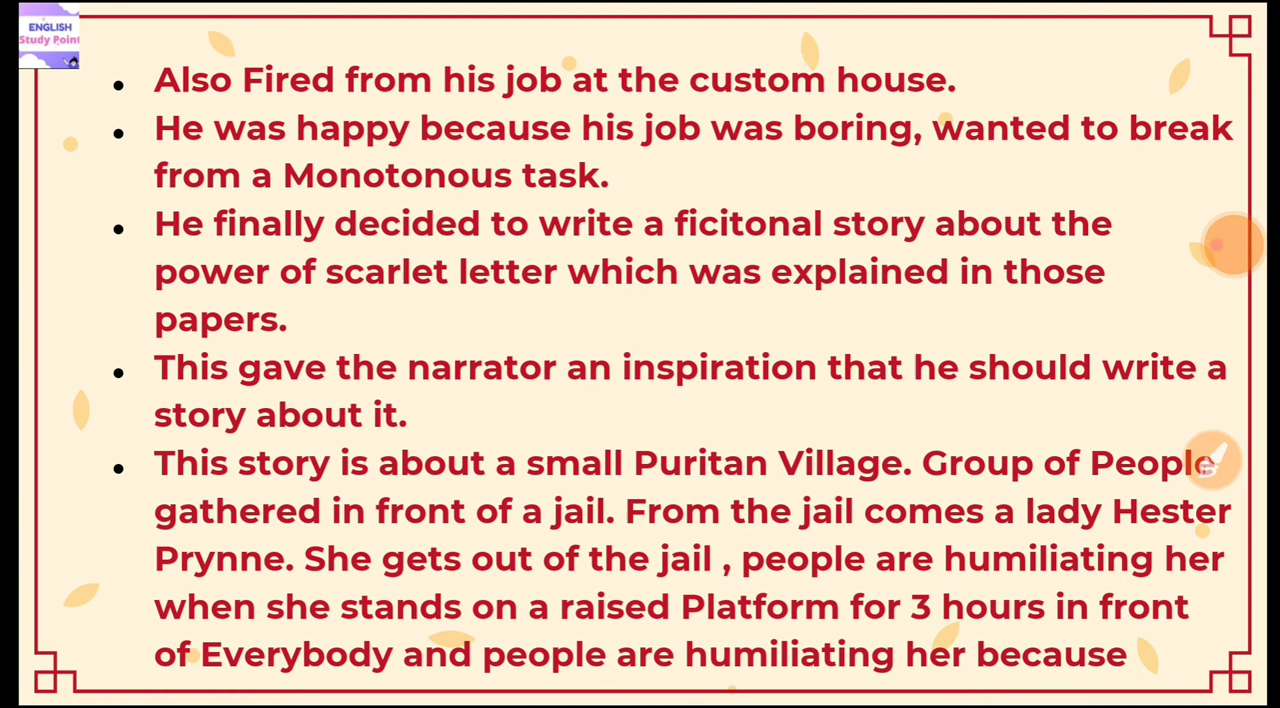 ENGLISH
Study Point
• Also Fired from his job at the custom house.
• He was happy because his job was boring, wanted to break
from a Monotonous task.
• He finally decided to write a ficitonal story about the
power of scarlet letter which was explained in those
papers.
• This gave the narrator an inspiration that he should write a
story about it.
• This story is about a small Puritan Village. Group of People
gathered in front of a jail. From the jail comes a lady Hester
Prynne. She gets out of the jail , people are humiliating her
when she stands on a raised Platform for 3 hours in front
of Everybody and people are humiliating her because